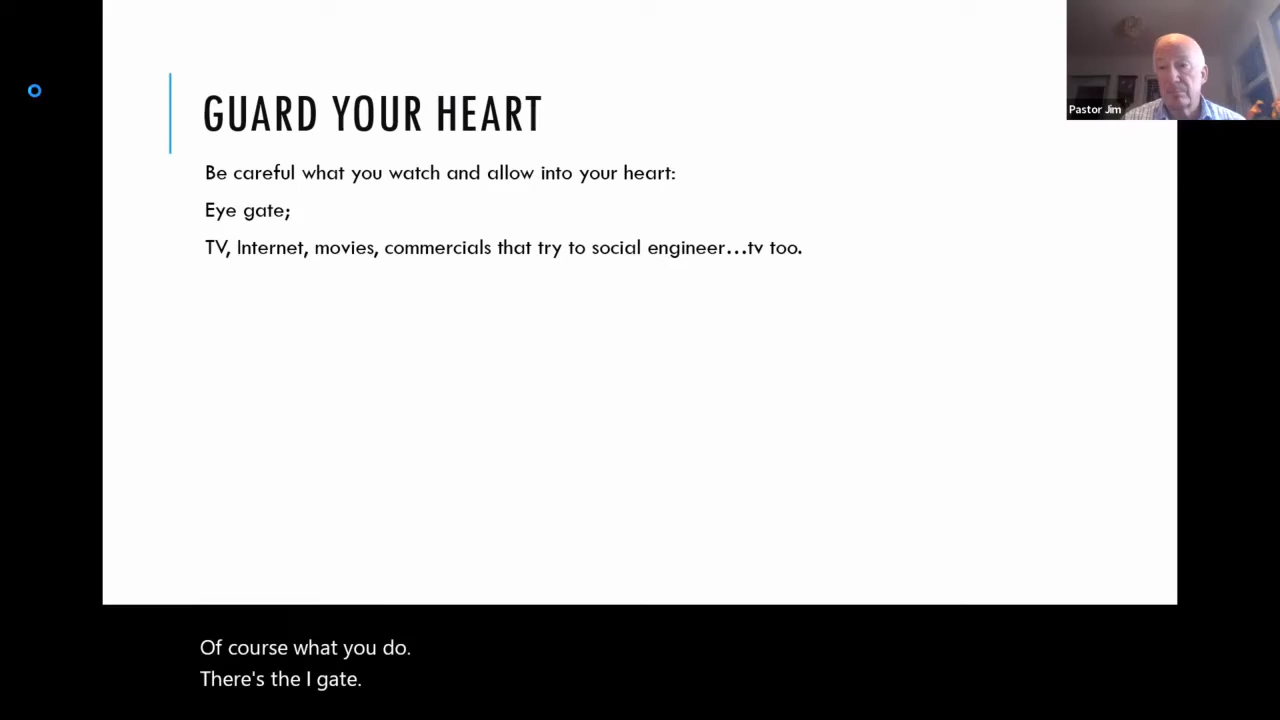 GUARD YOUR HEART
Be careful what you watch and allow into your heart:
Eye gate;
TV, Internet, movies, commercials that try to social engineer...tv too.
Pastor Jim
Of course what you do.
There's the I gate.